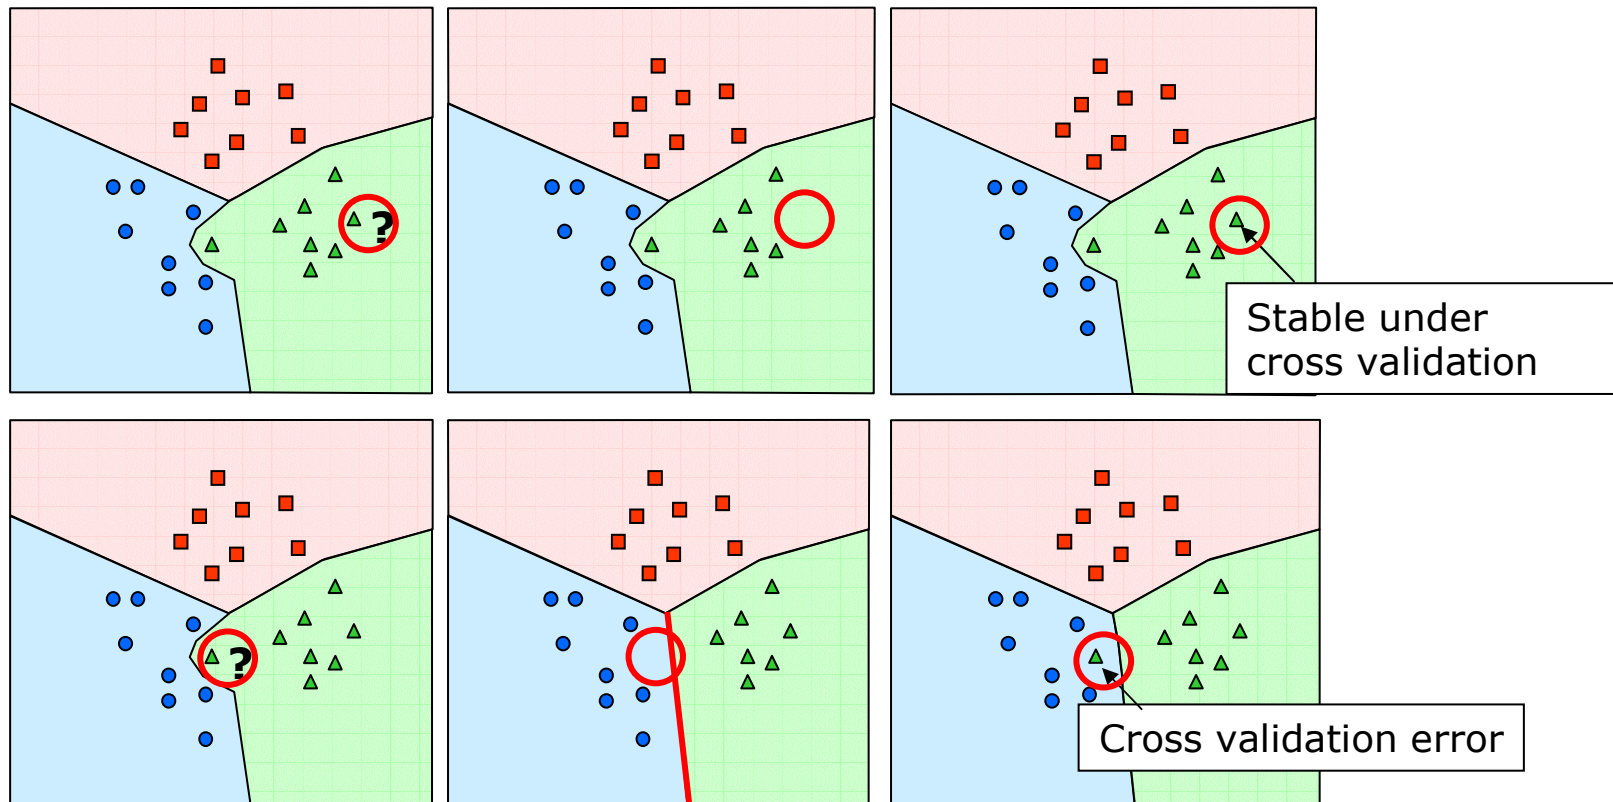 ?
Stable under
cross validation
?
Cross validation error